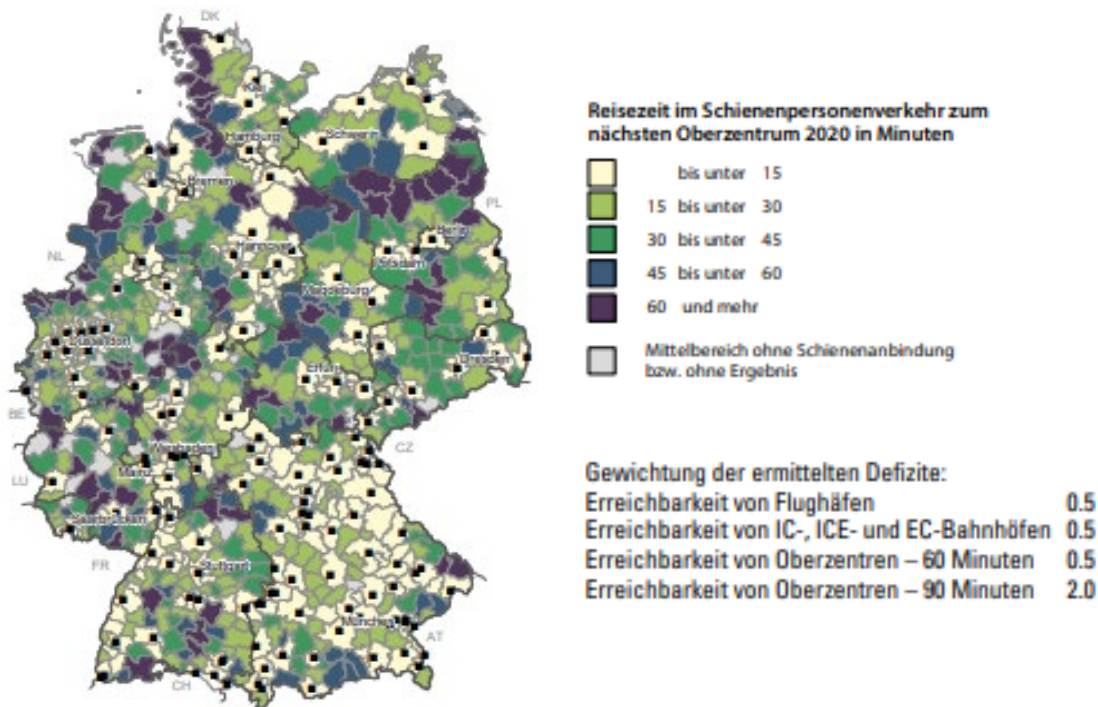 DK
Kiel
Hamburg
Schwerin
Bremen
PL
Berlin
Hannover
Potsdam
NL
Magdeburg
Düsseldorf
Dresden
Erfurt
BE
CZ
Wiesbaden
Mainz
LU
Saarbrücken
FR
Stuttgart
München
AT
CH
Reisezeit im Schienenpersonenverkehr zum
nächsten Oberzentrum 2020 in Minuten
bis unter 15
15 bis unter 30
30 bis unter 45
45 bis unter 60
60 und mehr
Mittelbereich ohne Schienenanbindung
bzw. ohne Ergebnis
Gewichtung der ermittelten Defizite:
Erreichbarkeit von Flughäfen 0.5
Erreichbarkeit von IC-, ICE- und EC-Bahnhöfen 0.5
Erreichbarkeit von Oberzentren – 60 Minuten 0.5
Erreichbarkeit von Oberzentren – 90 Minuten 2.0